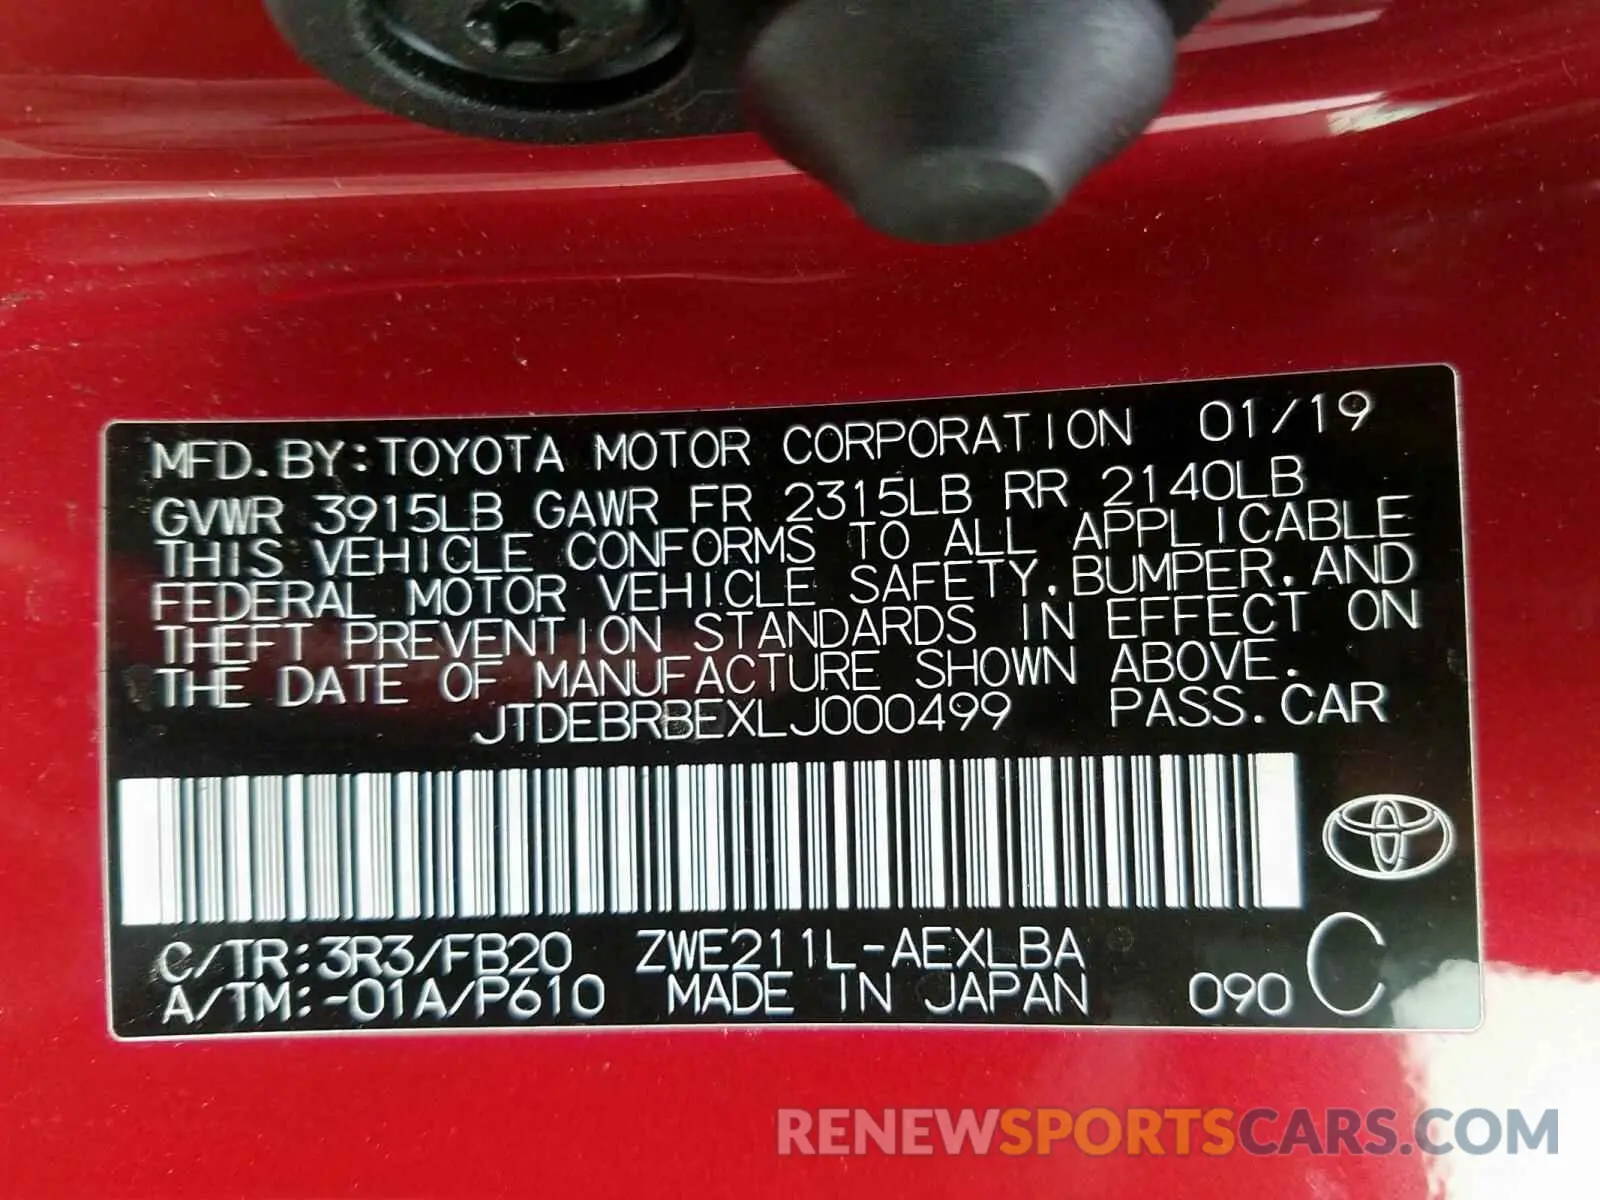 MFD.BY:TOYOTA MOTOR CORPORATION 01/19
GVWR 3915LB GAWR FR 2315LB RR 2140LB
THIS VEHICLE CONFORMS TO ALL APPLICABLE
FEDERAL MOTOR VEHICLE SAFETY,BUMPER,AND
THEFT PREVENTION STANDARDS IN EFFECT ON
THE DATE OF MANUFACTURE SHOWN ABOVE.
JTDEBRBEXLJ000499 PASS.CAR
C/TR:3R3/FB20 ZWE211L-AEXLBA
A/TM:-01A/P610 MADE IN JAPAN 090 C
RENEWSPORTSCARS.COM